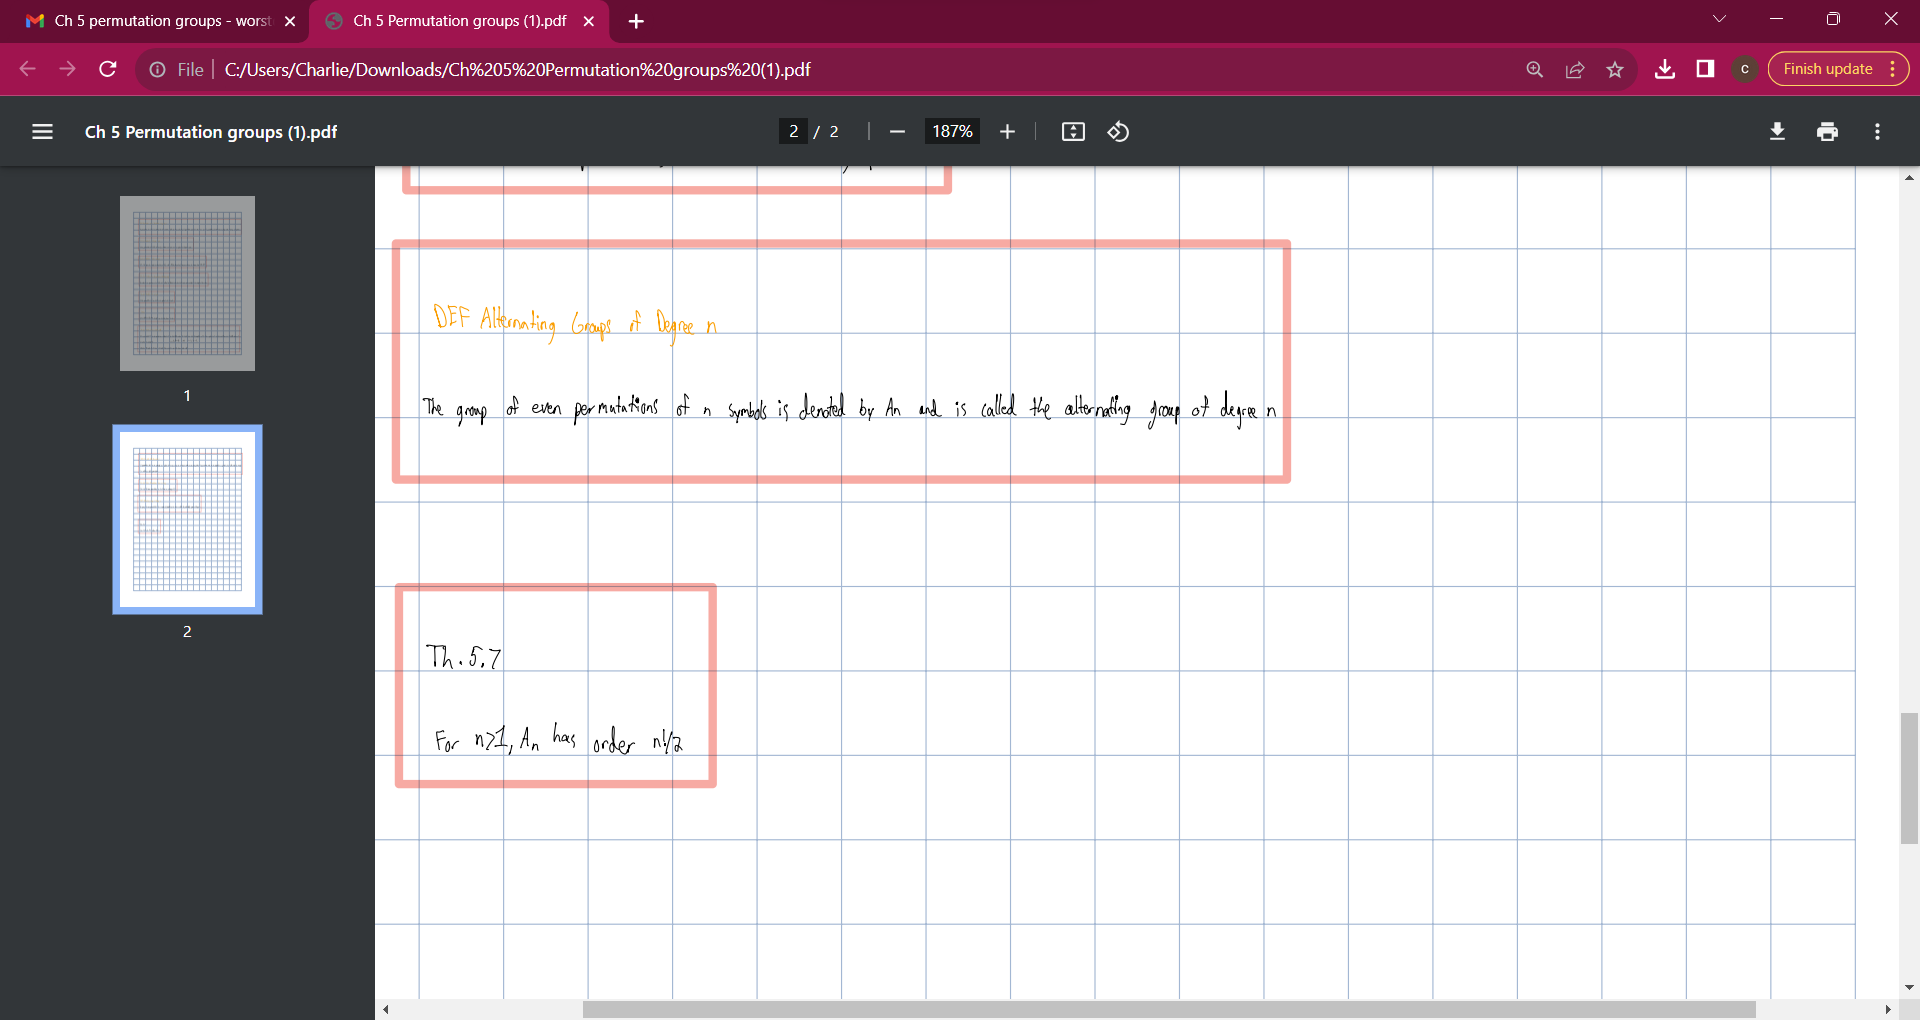 Ch 5 permutation groups - worst
Ch 5 Permutation groups (1).pdf
File
C:/Users/Charlie/Downloads/Ch%205%20Permutation%20groups%20(1).pdf
C
Finish update
Ch 5 Permutation groups (1).pdf
2 / 2
187%
1
2
DEF Alternating Groups of Degree n
The group of even permutations of n symbols is denoted by An and is called the alternating group of degree n
Th. 5.7
For n>1, An has order n!/2